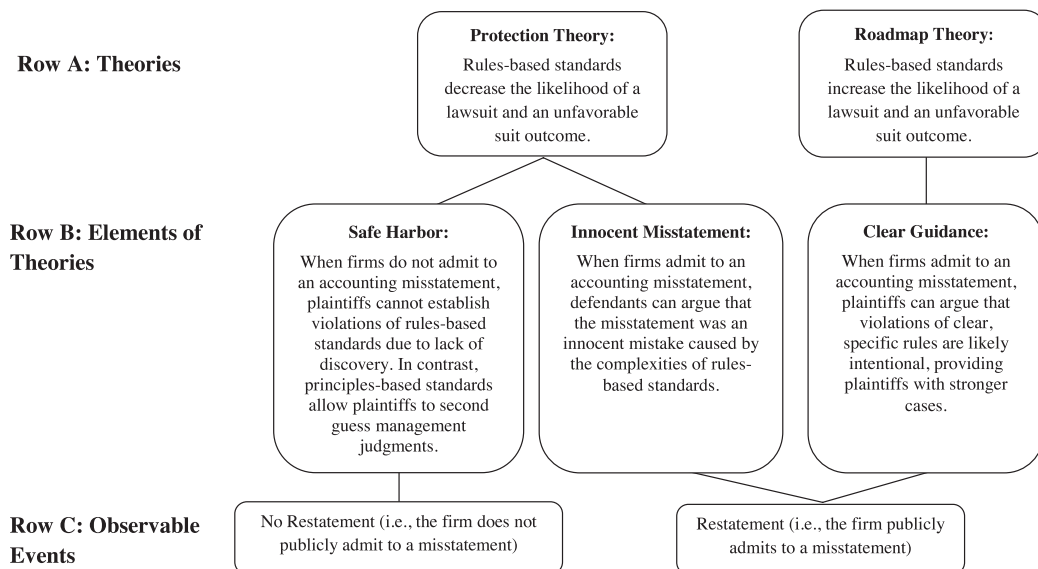 Row A: Theories
Protection Theory:
Rules-based standards
decrease the likelihood of a
lawsuit and an unfavorable
suit outcome.
Roadmap Theory:
Rules-based standards
increase the likelihood of a
lawsuit and an unfavorable
suit outcome.
Row B: Elements of
Theories
Safe Harbor:
When firms do not admit to
an accounting misstatement,
plaintiffs cannot establish
violations of rules-based
standards due to lack of
discovery. In contrast,
principles-based standards
allow plaintiffs to second
guess management
judgments.
Innocent Misstatement:
When firms admit to an
accounting misstatement,
defendants can argue that
the misstatement was an
innocent mistake caused by
the complexities of rules-
based standards.
Clear Guidance:
When firms admit to an
accounting misstatement,
plaintiffs can argue that
violations of clear,
specific rules are likely
intentional, providing
plaintiffs with stronger
cases.
Row C: Observable
Events
No Restatement (i.e., the firm does not
publicly admit to a misstatement)
Restatement (i.e., the firm publicly
admits to a misstatement)